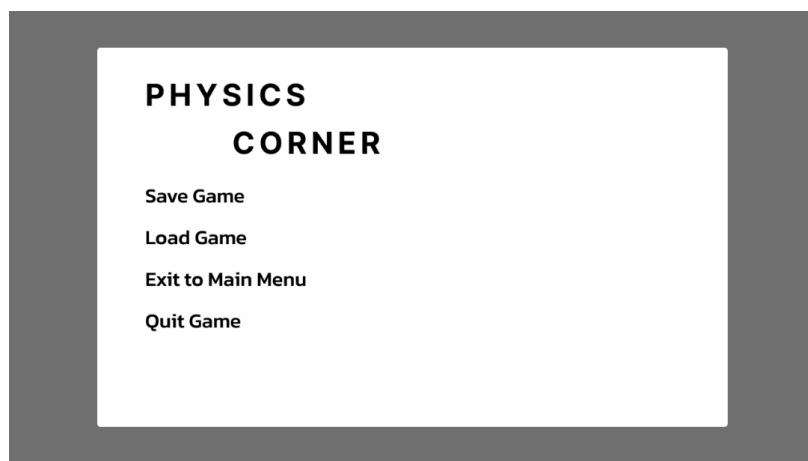 PHYSICS
CORNER
Save Game
Load Game
Exit to Main Menu
Quit Game